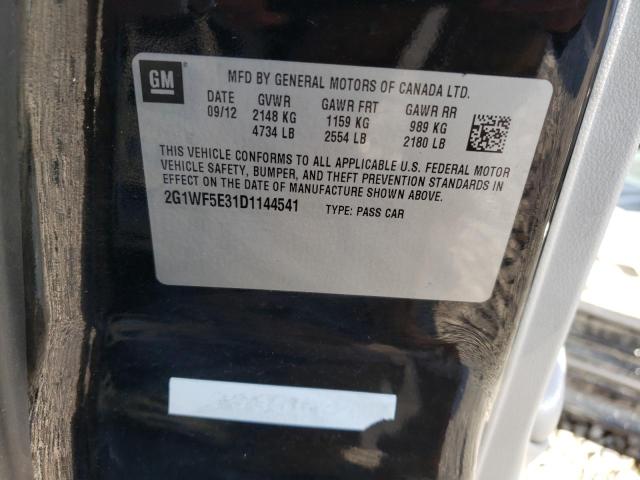 GM
MFD BY GENERAL MOTORS OF CANADA LTD.
DATE GVWR GAWR FRT GAWR RR
09/12 2148 KG 1159 KG 989 KG
4734 LB 2554 LB 2180 LB
THIS VEHICLE CONFORMS TO ALL APPLICABLE U.S. FEDERAL MOTOR
VEHICLE SAFETY, BUMPER, AND THEFT PREVENTION STANDARDS IN
EFFECT ON THE DATE OF MANUFACTURE SHOWN ABOVE.
2G1WF5E31D1144541 TYPE: PASS CAR